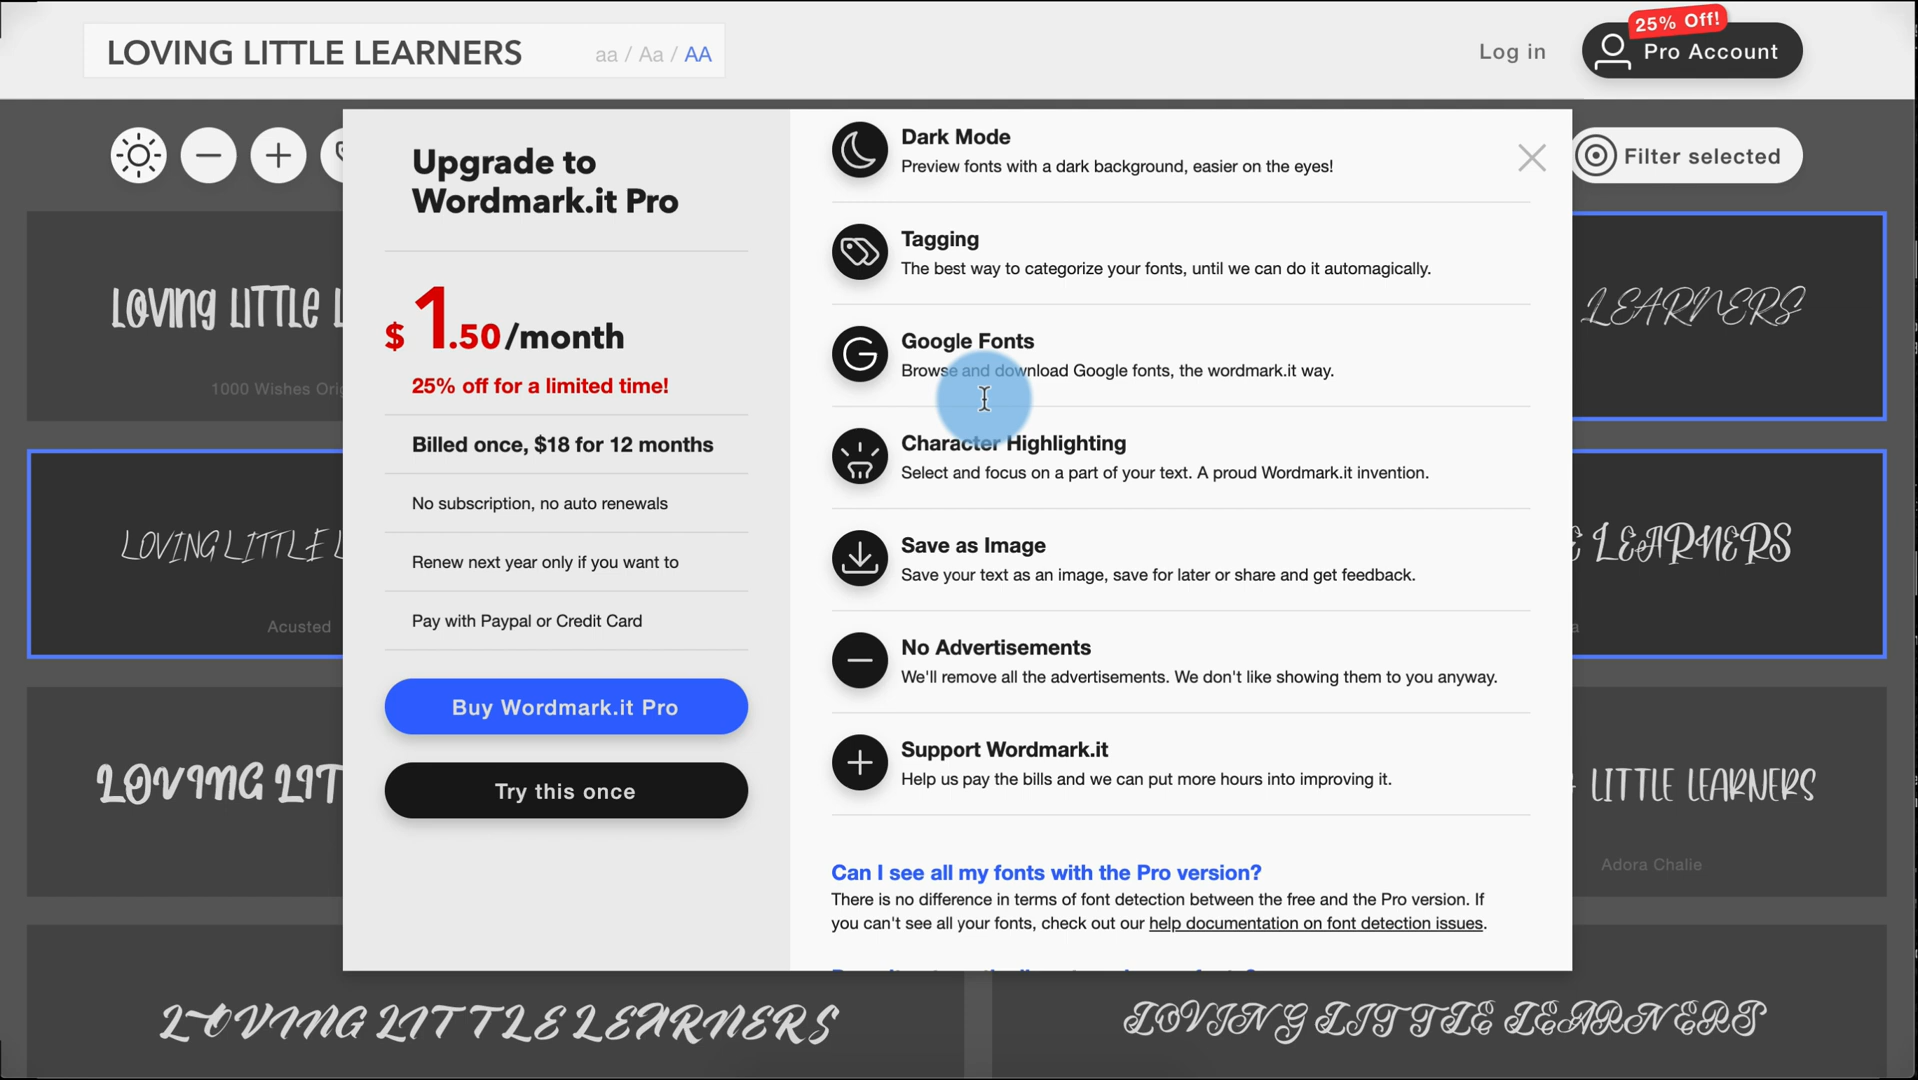 LOVING LITTLE LEARNERS
aa / Aa / AA
Log in
25% Off!
Pro Account
Filter selected
Upgrade to
Wordmark.it Pro
$ 1.50 /month
25% off for a limited time!
Billed once, $18 for 12 months
No subscription, no auto renewals
Renew next year only if you want to
Pay with Paypal or Credit Card
Buy Wordmark.it Pro
Try this once
Dark Mode
Preview fonts with a dark background, easier on the eyes!
Tagging
The best way to categorize your fonts, until we can do it automagically.
Google Fonts
Browse and download Google fonts, the wordmark.it way.
Character Highlighting
Select and focus on a part of your text. A proud Wordmark.it invention.
Save as Image
Save your text as an image, save for later or share and get feedback.
No Advertisements
We'll remove all the advertisements. We don't like showing them to you anyway.
Support Wordmark.it
Help us pay the bills and we can put more hours into improving it.
Can I see all my fonts with the Pro version?
There is no difference in terms of font detection between the free and the Pro version. If
you can't see all your fonts, check out our help documentation on font detection issues.
LOVING LITTLE L
1000 Wishes Ori
LEARNERS
LOVING LITTLE L
Acusted
E LEARNERS
a
LOVING LIT
LITTLE LEARNERS
Adora Chalie
LOVING LITTLE LEARNERS
LOVING LITTLE LEARNERS